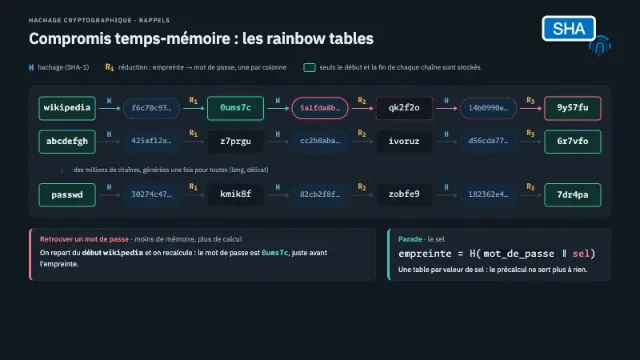 HACHAGE CRYPTOGRAPHIQUE · RAPPELS
SHA
Compromis temps-mémoire : les rainbow tables
H hachage (SHA-1) Ri réduction : empreinte → mot de passe, une par colonne seuls le début et la fin de chaque chaîne sont stockés
wikipedia H f6c70c93… R1 0ums7c H 5a1fda8b… R2 qk2f2o H 14b0990e… R3 9y57fu
abcdefgh H 425af12a… R1 z7prgu H cc2b8aba… R2 ivoruz H d56cda77… R3 6r7vfo
⋮ des millions de chaînes, générées une fois pour toutes (long, délicat)
passwd H 30274c47… R1 kmik8f H 82cb2f8f… R2 zobfe9 H 182362e4… R3 7dr4pa
Retrouver un mot de passe · moins de mémoire, plus de calcul
On repart du début wikipedia et on recalcule : le mot de passe est 0ums7c, juste avant
l'empreinte.
Parade · le sel
empreinte = H(mot_de_passe ‖ sel)
Une table par valeur de sel : le précalcul ne sert plus à rien.